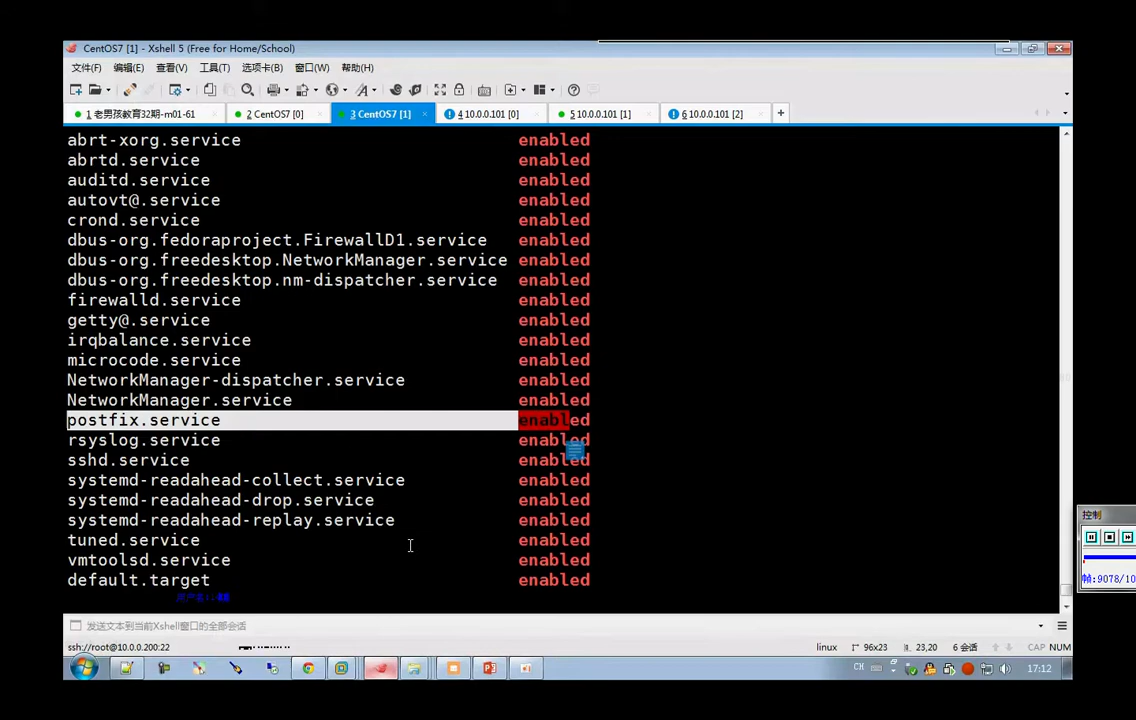 CentOS7 [1] - Xshell 5 (Free for Home/School)
文件(F) 编辑(E) 查看(V) 工具(T) 选项卡(B) 窗口(W) 帮助(H)
1 老男孩教育32期-m01-61 2 CentOS7 [0] 3 CentOS7 [1] 4 10.0.0.101 [0] 5 10.0.0.101 [1] 6 10.0.0.101 [2]
abrt-xorg.service enabled
abrtd.service enabled
auditd.service enabled
autovt@.service enabled
crond.service enabled
dbus-org.fedoraproject.FirewallD1.service enabled
dbus-org.freedesktop.NetworkManager.service enabled
dbus-org.freedesktop.nm-dispatcher.service enabled
firewalld.service enabled
getty@.service enabled
irqbalance.service enabled
microcode.service enabled
NetworkManager-dispatcher.service enabled
NetworkManager.service enabled
postfix.service enabled
rsyslog.service enabled
sshd.service enabled
systemd-readahead-collect.service enabled
systemd-readahead-drop.service enabled
systemd-readahead-replay.service enabled
控制
tuned.service enabled
vmtoolsd.service enabled
default.target enabled
帧:9078/10
发送文本到当前Xshell窗口的全部会话
ssh://root@10.0.0.200:22 linux 96x23 23,20 6 会话 CAP NUM
CH 17:12